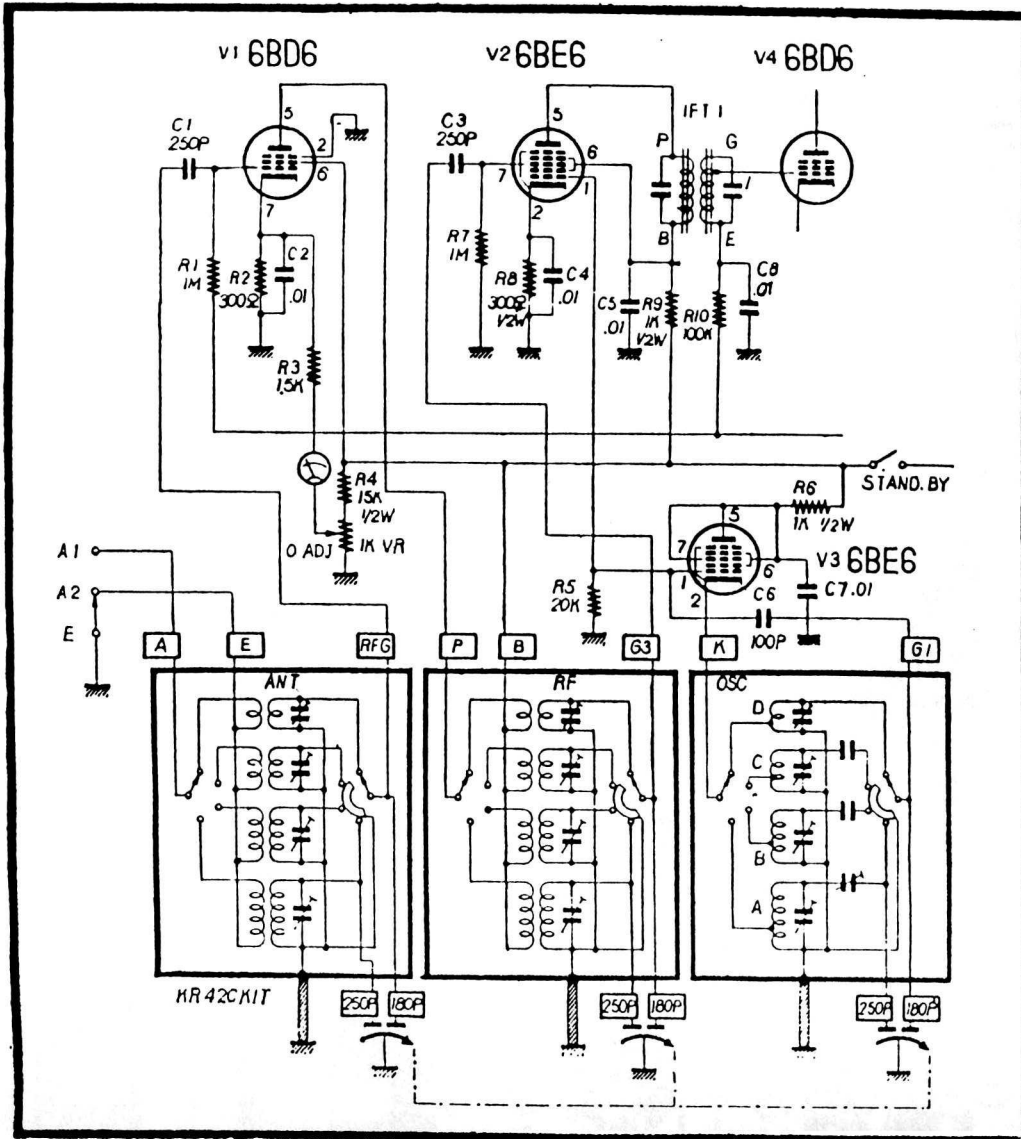 V1 6BD6
V2 6BE6
V4 6BD6
IFT 1
C1
250P
5
2
6
7
C3
250P
5
6
7
1
2
P
G
B
E
R1
1M
R2
300Ω
C2
.01
R3
1.5K
R7
1M
R8
300Ω
1/2W
C4
.01
C5
.01
R9
1K
1/2W
R10
100K
C8
.01
R4
15K
1/2W
1K VR
0 ADJ
R6
1K 1/2W
STAND. BY
V3 6BE6
5
7
1
6
2
C6
100P
C7 .01
R5
20K
A1
A2
E
A
E
RFG
P
B
G3
K
G1
ANT
RF
OSC
D
C
B
A
KR42CKIT
250P
180P
250P
180P
250P
180P